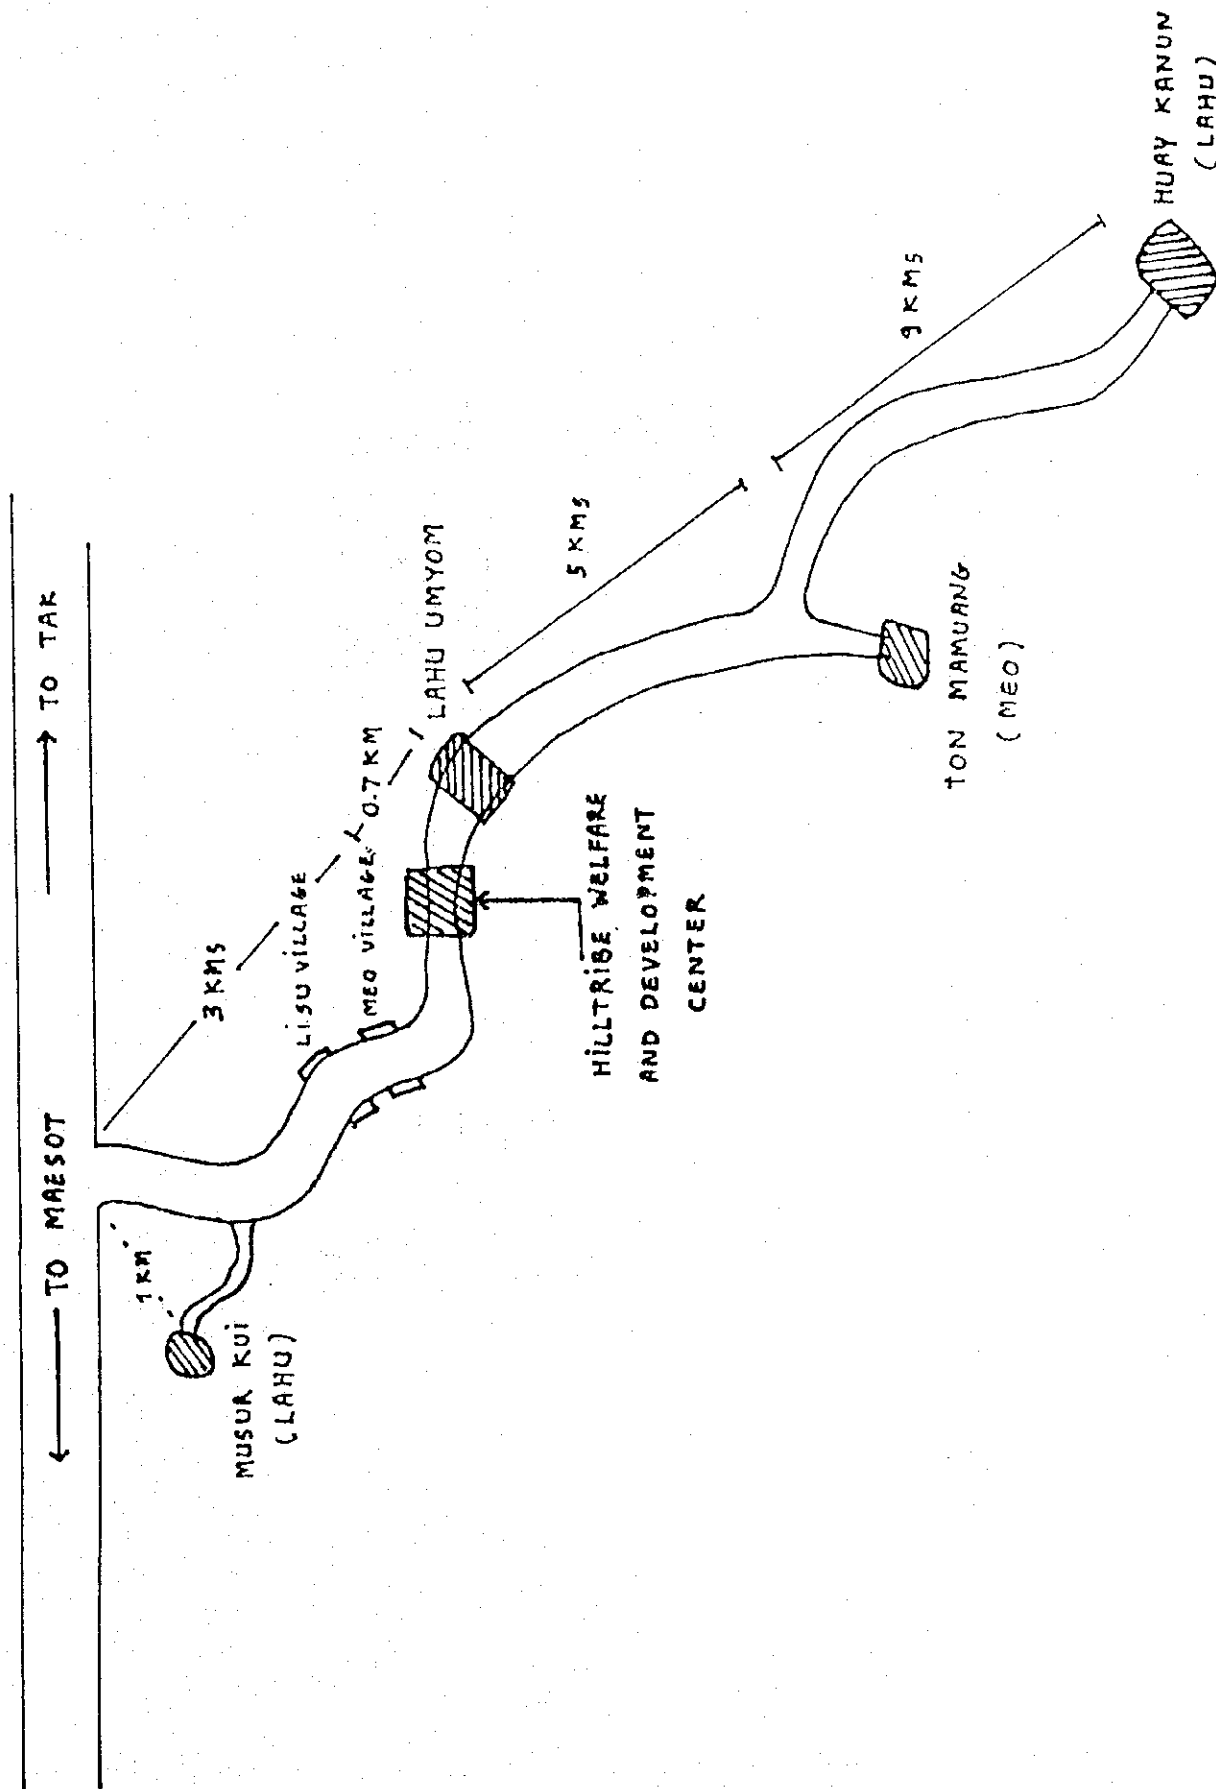 ← TO MAESOT
→ TO TAK
1 KM
3 KMS
MUSUR KUI
(LAHU)
LISU VILLAGE
MEO VILLAGE
0.7 KM
LAHU UMYOM
HILLTRIBE WELFARE
AND DEVELOPMENT
CENTER
5 KMS
9 KMS
TON MAMUANG
(MEO)
HUAY KANUN
(LAHU)